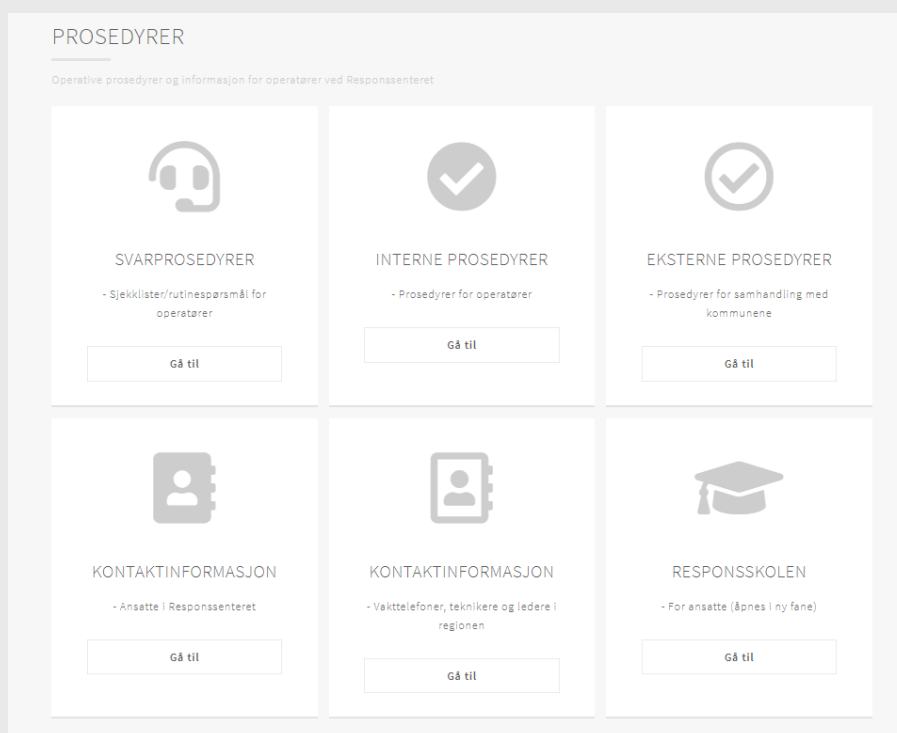 PROSEDYRER
Operative prosedyrer og informasjon for operatører ved Responssenteret
SVARPROSEDYRER
- Sjekklister/rutinespørsmål for
operatører
Gå til
INTERNE PROSEDYRER
- Prosedyrer for operatører
Gå til
EKSTERNE PROSEDYRER
- Prosedyrer for samhandling med
kommunene
Gå til
KONTAKTINFORMASJON
- Ansatte i Responssenteret
Gå til
KONTAKTINFORMASJON
- Vakttelefoner, teknikere og ledere i
regionen
Gå til
RESPONSSKOLEN
- For ansatte (åpnes i ny fane)
Gå til